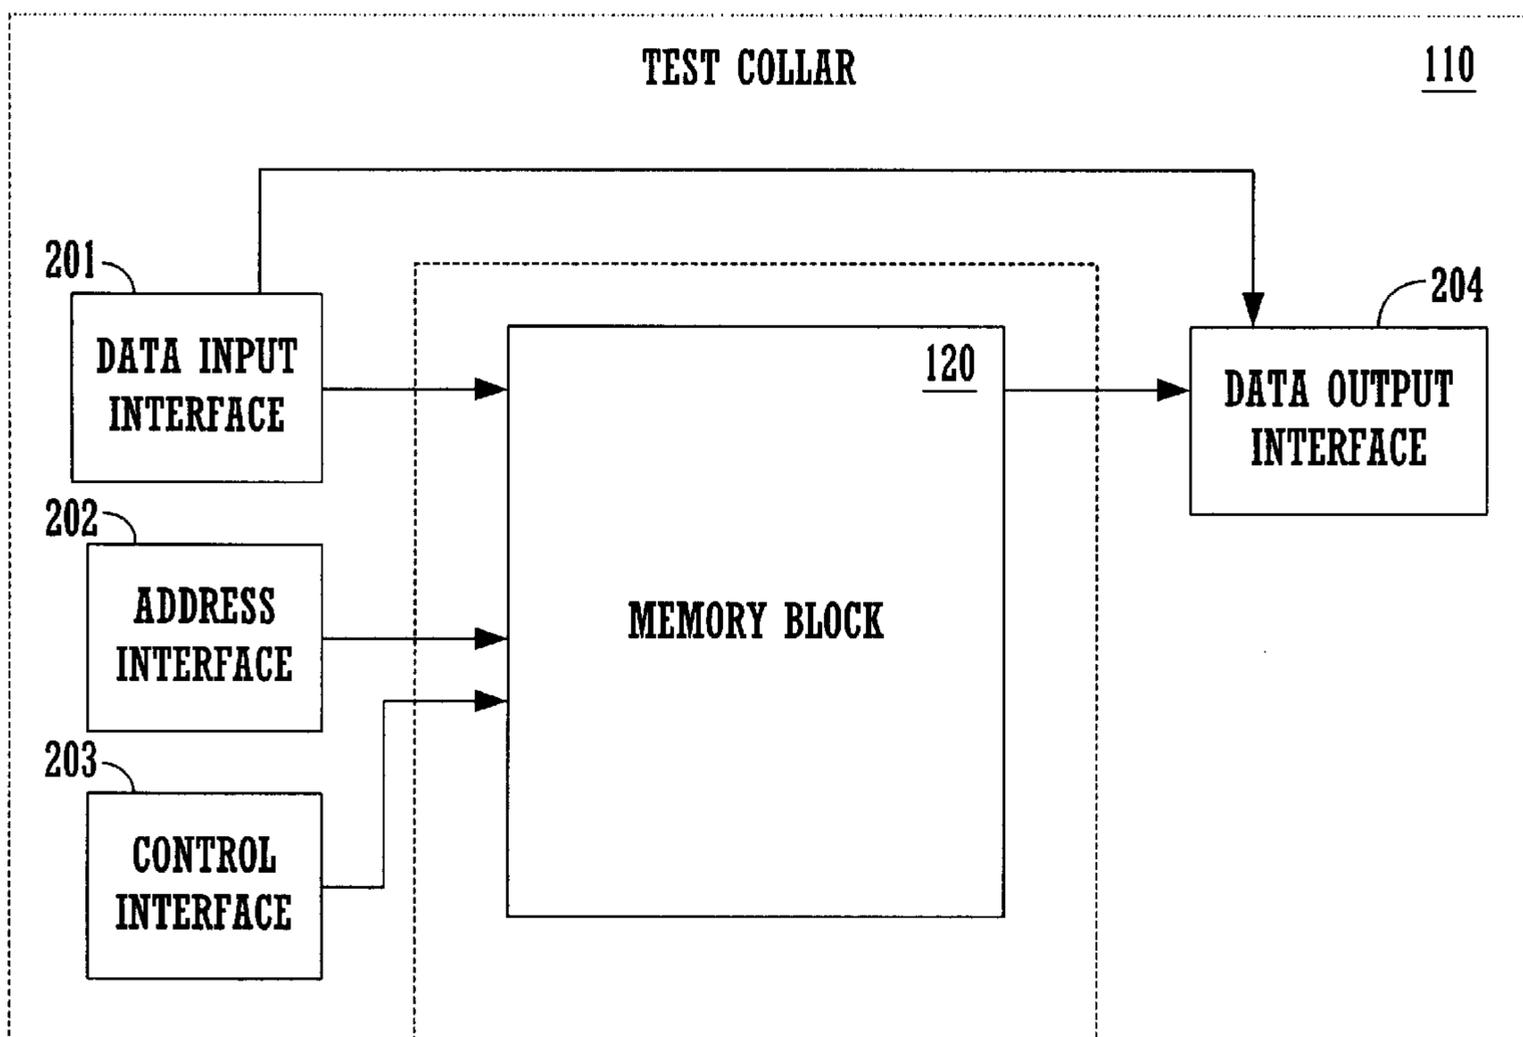 TEST COLLAR
110
201
DATA INPUT
INTERFACE
120
204
DATA OUTPUT
INTERFACE
202
ADDRESS
INTERFACE
MEMORY BLOCK
203
CONTROL
INTERFACE